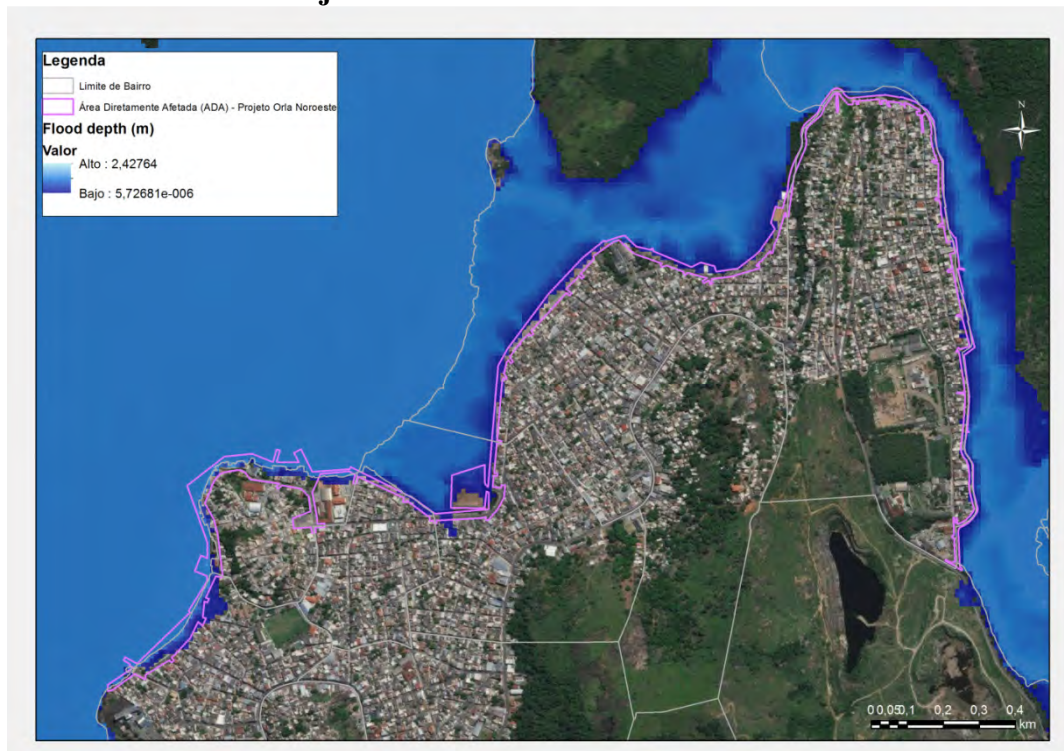 Legenda
Limite de Bairro
Área Diretamente Afetada (ADA) - Projeto Orla Noroeste
Flood depth (m)
Valor
Alto : 2,42764
Bajo : 5,72681e-006
N
0 0,05 0,1 0,2 0,3 0,4
km